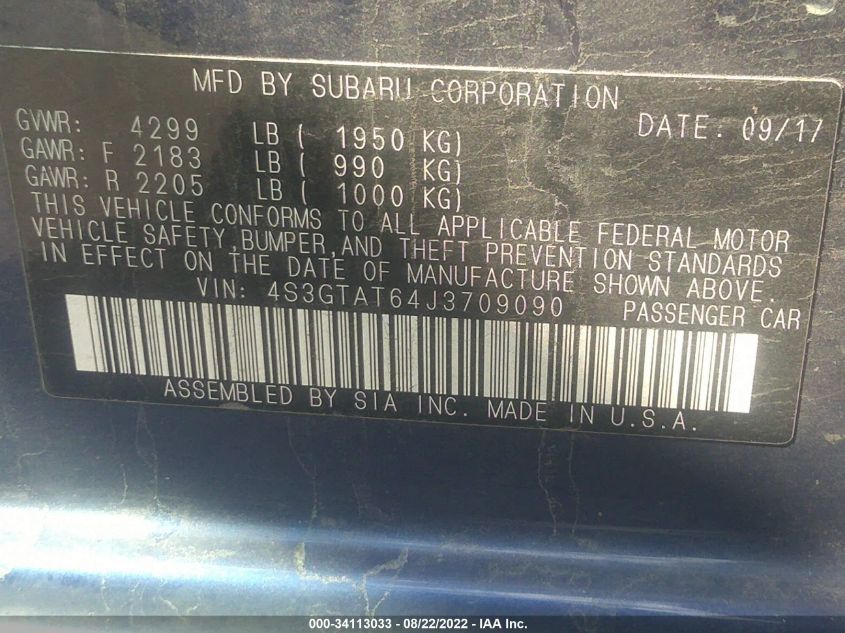 MFD BY SUBARU CORPORATION
GVWR: 4299 LB ( 1950 KG) DATE: 09/17
GAWR: F 2183 LB ( 990 KG)
GAWR: R 2205 LB ( 1000 KG)
THIS VEHICLE CONFORMS TO ALL APPLICABLE FEDERAL MOTOR
VEHICLE SAFETY, BUMPER, AND THEFT PREVENTION STANDARDS
IN EFFECT ON THE DATE OF MANUFACTURE SHOWN ABOVE.
VIN: 4S3GTAT64J3709090 PASSENGER CAR
ASSEMBLED BY SIA INC. MADE IN U.S.A.
000-34113033 - 08/22/2022 - IAA Inc.